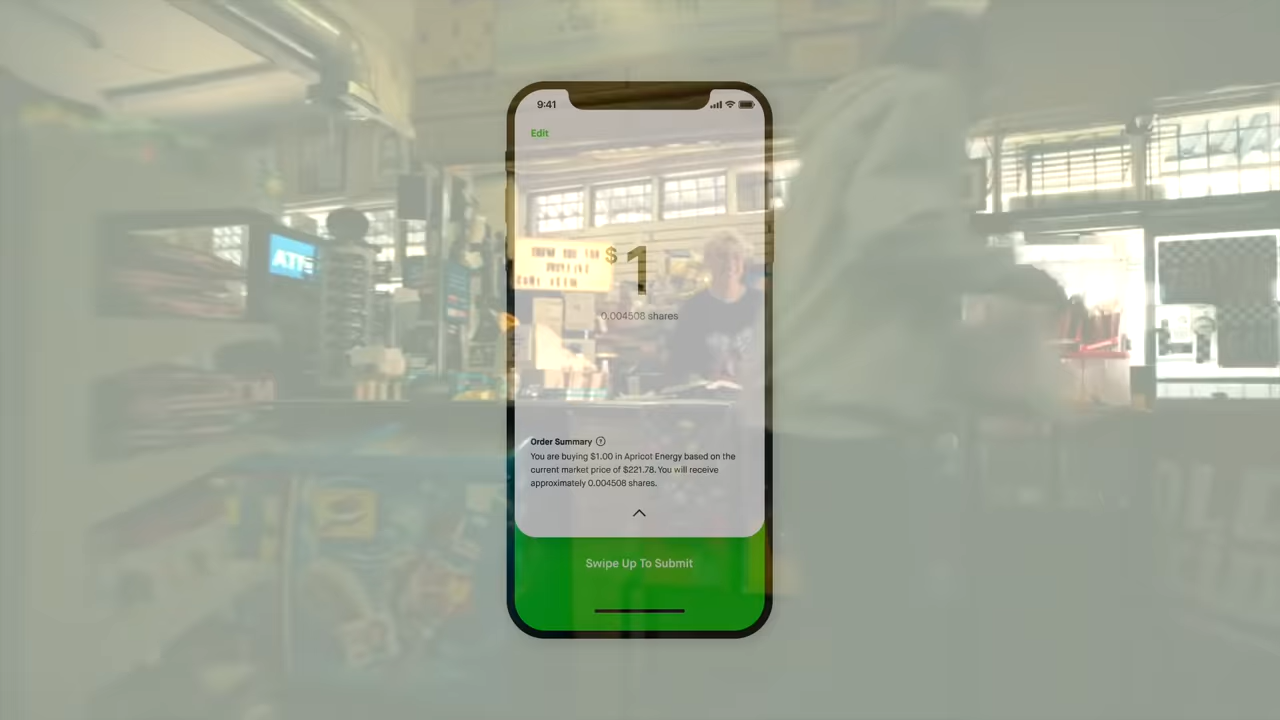 9:41
Edit
$1
0.004508 shares
ATM
Order Summary ?
You are buying $1.00 in Apricot Energy based on the
current market price of $221.78. You will receive
approximately 0.004508 shares.
Swipe Up To Submit